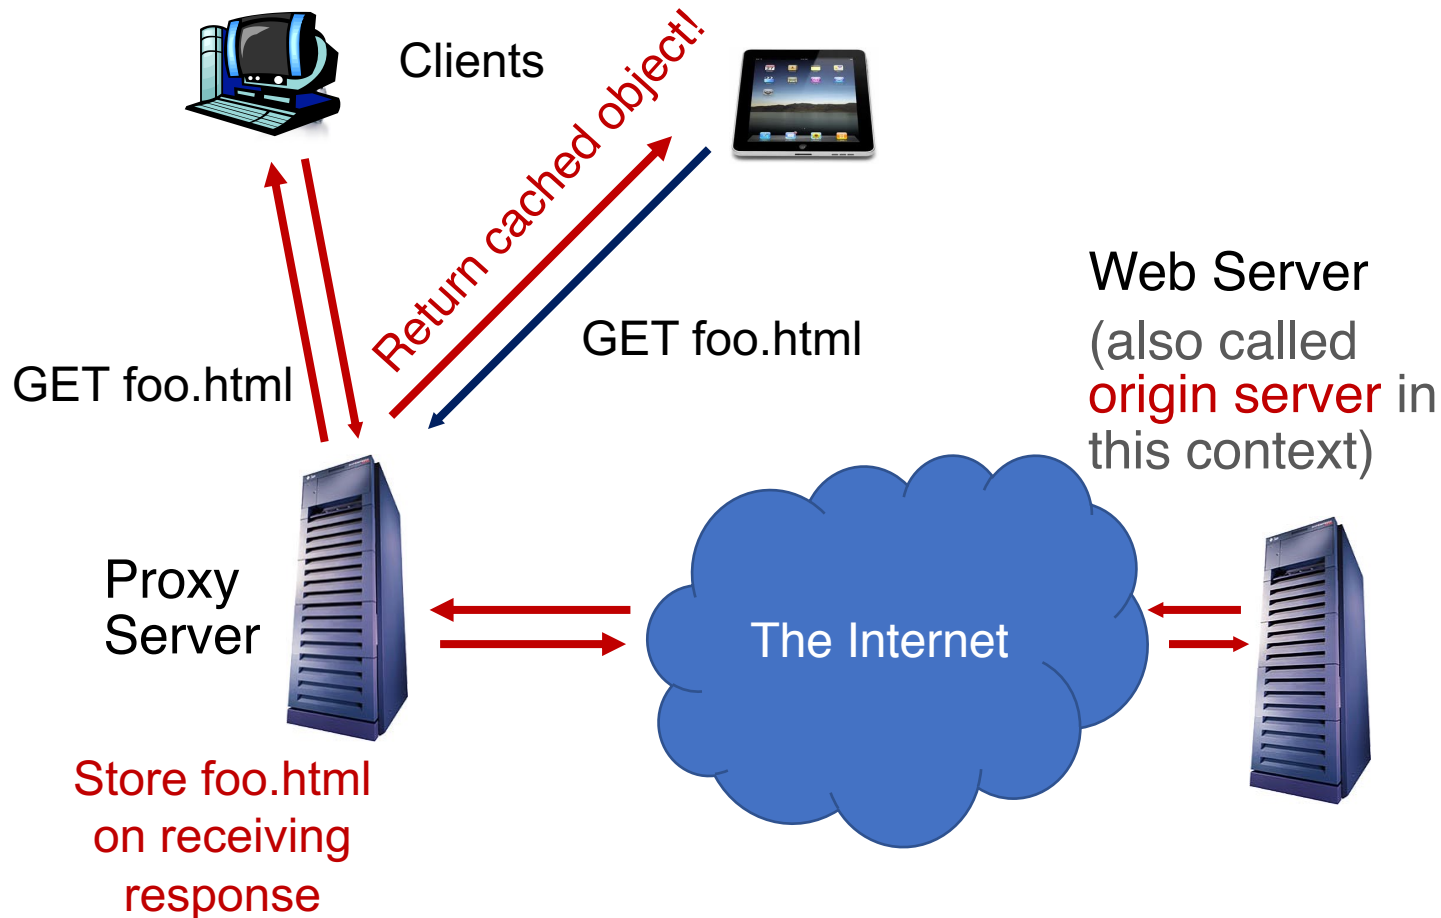 Clients
Return cached object!
GET foo.html
GET foo.html
Web Server
(also called
origin server in
this context)
Proxy
Server
The Internet
Store foo.html
on receiving
response